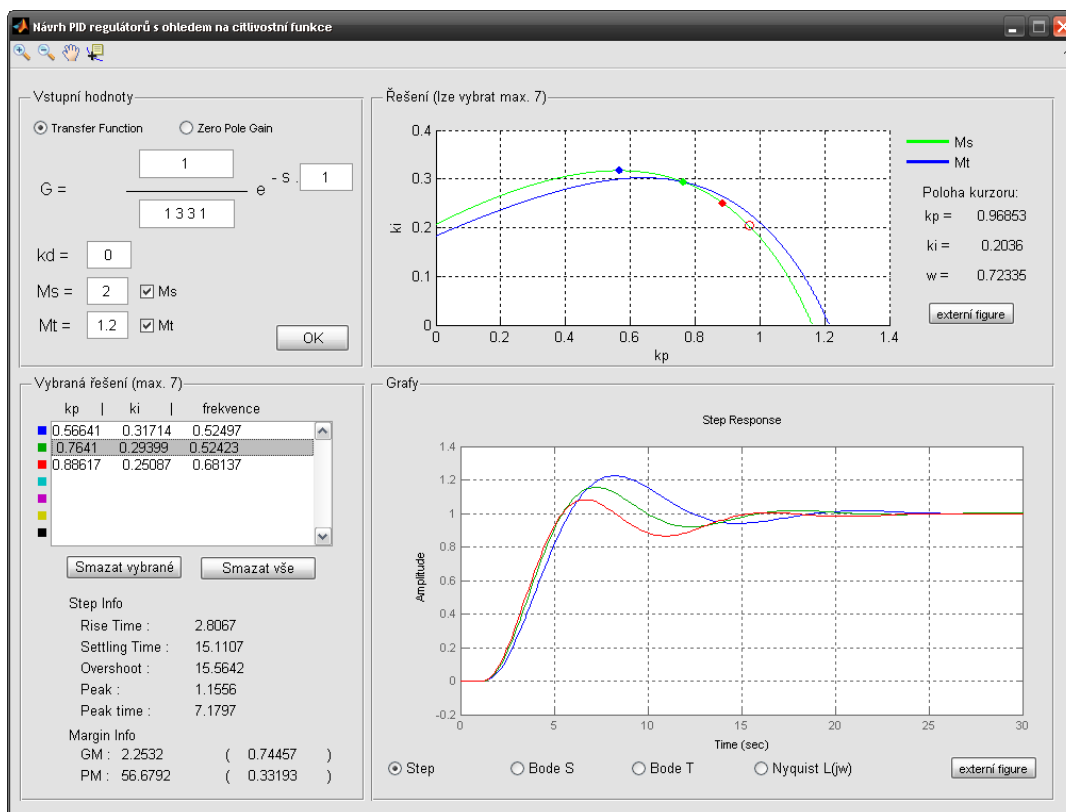 Návrh PID regulátorů s ohledem na citlivostní funkce
Vstupní hodnoty
Transfer Function
Zero Pole Gain
1
G =
e - s . 1
1 3 3 1
kd = 0
Ms = 2 Ms
Mt = 1.2 Mt
OK
Řešení (lze vybrat max. 7)
0.4
0.3
0.2
0.1
0
ki
0 0.2 0.4 0.6 0.8 1 1.2 1.4
kp
Ms
Mt
Poloha kurzoru:
kp = 0.96853
ki = 0.2036
w = 0.72335
externí figure
Vybraná řešení (max. 7)
kp | ki | frekvence
0.56641 0.31714 0.52497
0.7641 0.29399 0.52423
0.88617 0.25087 0.68137
Smazat vybrané
Smazat vše
Step Info
Rise Time : 2.8067
Settling Time : 15.1107
Overshoot : 15.5642
Peak : 1.1556
Peak time : 7.1797
Margin Info
GM : 2.2532 ( 0.74457 )
PM : 56.6792 ( 0.33193 )
Grafy
Step Response
1.4
1.2
1.0
0.8
0.6
0.4
0.2
0
-0.2
Amplitude
0 5 10 15 20 25 30
Time (sec)
Step
Bode S
Bode T
Nyquist L(jw)
externí figure